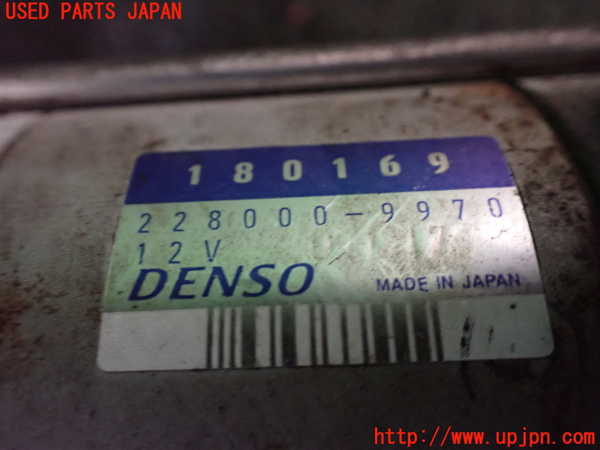 USED PARTS JAPAN
180169
228000-9970
12V
DENSO MADE IN JAPAN
http://www.upjpn.com/